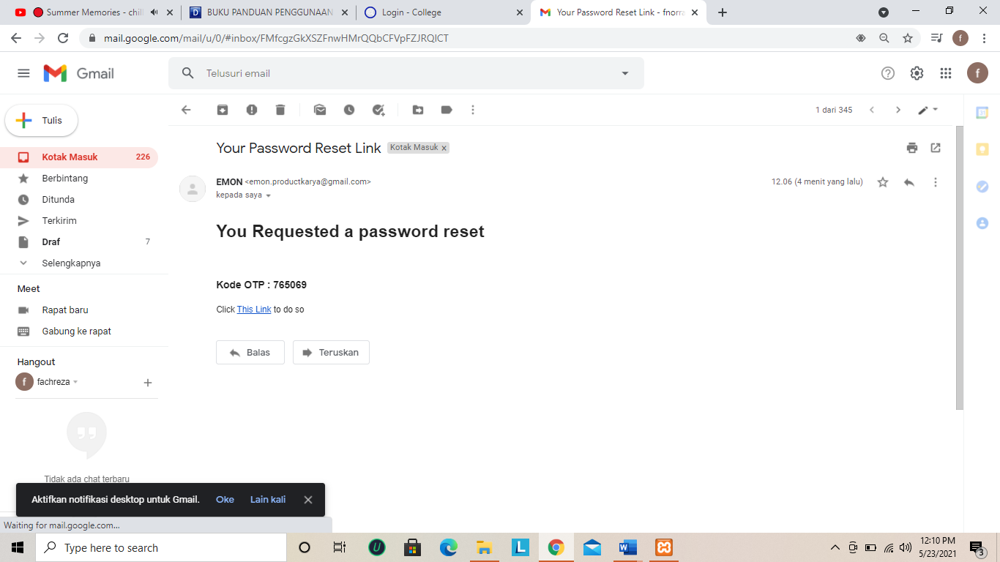 Summer Memories - chil
BUKU PANDUAN PENGGUNAAN
Login - College
Your Password Reset Link - fnorra
mail.google.com/mail/u/0/#inbox/FMfcgzGkXSZFnwHMrQQbCFVpFZJRQlCT
f
Gmail
Telusuri email
f
Tulis
1 dari 345
Kotak Masuk 226
Berbintang
Ditunda
Terkirim
Draf 7
Selengkapnya
Meet
Rapat baru
Gabung ke rapat
Hangout
f fachreza
Tidak ada chat terbaru
Your Password Reset Link Kotak Masuk x
EMON <emon.productkarya@gmail.com> 12.06 (4 menit yang lalu)
kepada saya
You Requested a password reset
Kode OTP : 765069
Click This Link to do so
Balas Teruskan
Aktifkan notifikasi desktop untuk Gmail. Oke Lain kali
Waiting for mail.google.com...
Type here to search
12:10 PM
5/23/2021
3